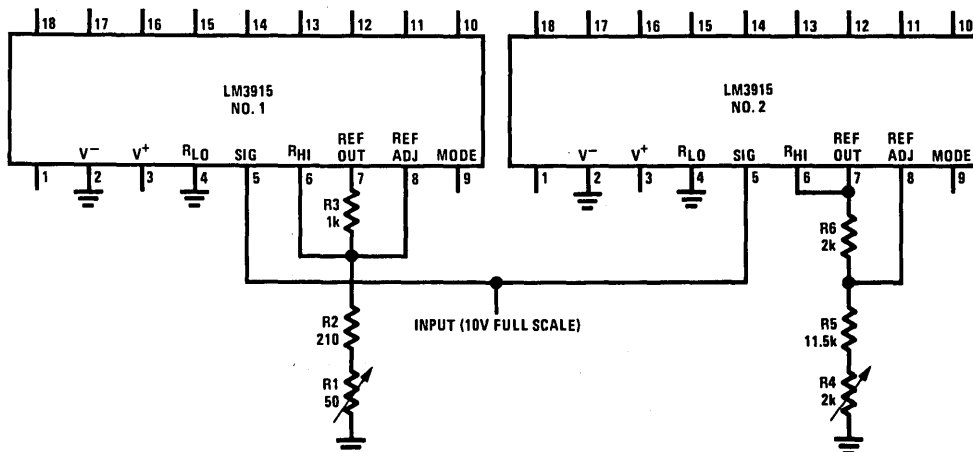 18 17 16 15 14 13 12 11 10
LM3915
NO. 1
V⁻ V⁺ RLO SIG RHI REF OUT REF ADJ MODE
1 2 3 4 5 6 7 8 9
R3
1k
R2
210
R1
50
18 17 16 15 14 13 12 11 10
LM3915
NO. 2
V⁻ V⁺ RLO SIG RHI REF OUT REF ADJ MODE
1 2 3 4 5 6 7 8 9
R6
2k
R5
11.5k
R4
2k
INPUT (10V FULL SCALE)